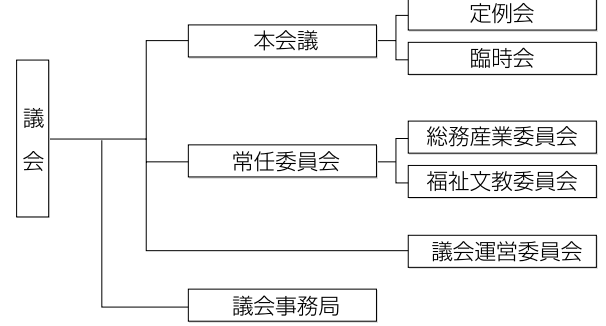 議会
本会議
定例会
臨時会
常任委員会
総務産業委員会
福祉文教委員会
議会運営委員会
議会事務局